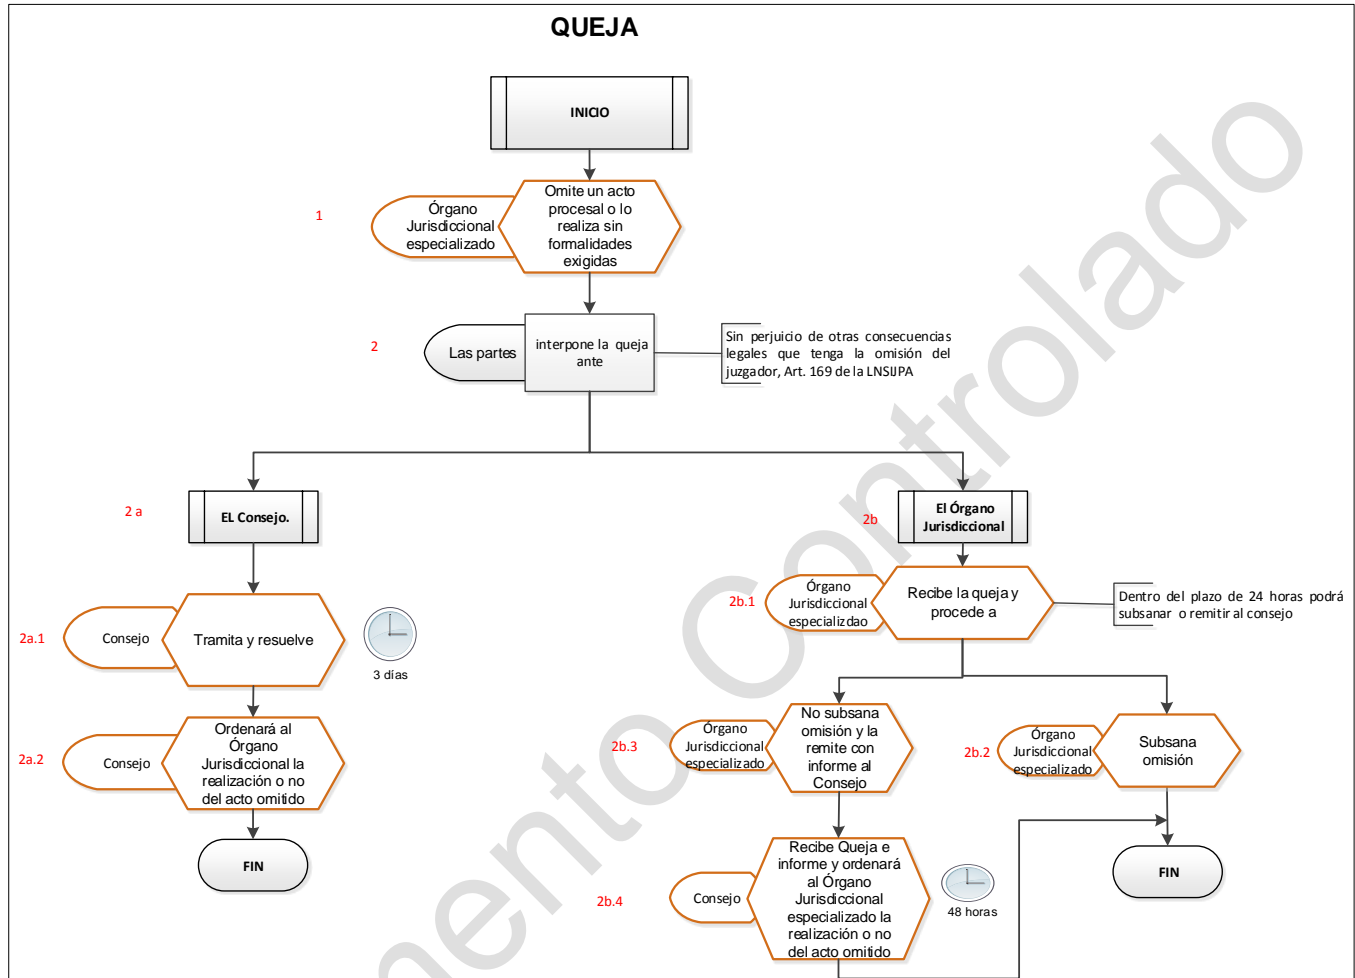 QUEJA
INICIO
1
Órgano
Jurisdiccional
especializado
Omite un acto
procesal o lo
realiza sin
formalidades
exigidas
2
Las partes
interpone la queja
ante
Sin perjuicio de otras consecuencias
legales que tenga la omisión del
juzgador, Art. 169 de la LNSIJPA
2 a
EL Consejo.
2b
El Órgano
Jurisdiccional
2a.1
Consejo
Tramita y resuelve
3 días
2b.1
Órgano
Jurisdiccional
especializdao
Recibe la queja y
procede a
Dentro del plazo de 24 horas podrá
subsanar o remitir al consejo
2a.2
Consejo
Ordenará al
Órgano
Jurisdiccional la
realización o no
del acto omitido
FIN
2b.3
Órgano
Jurisdiccional
especializado
No subsana
omisión y la
remite con
informe al
Consejo
2b.2
Órgano
Jurisdiccional
especializado
Subsana
omisión
2b.4
Consejo
Recibe Queja e
informe y ordenará
al Órgano
Jurisdiccional
especializado la
realización o no
del acto omitido
48 horas
FIN
mento Controlado